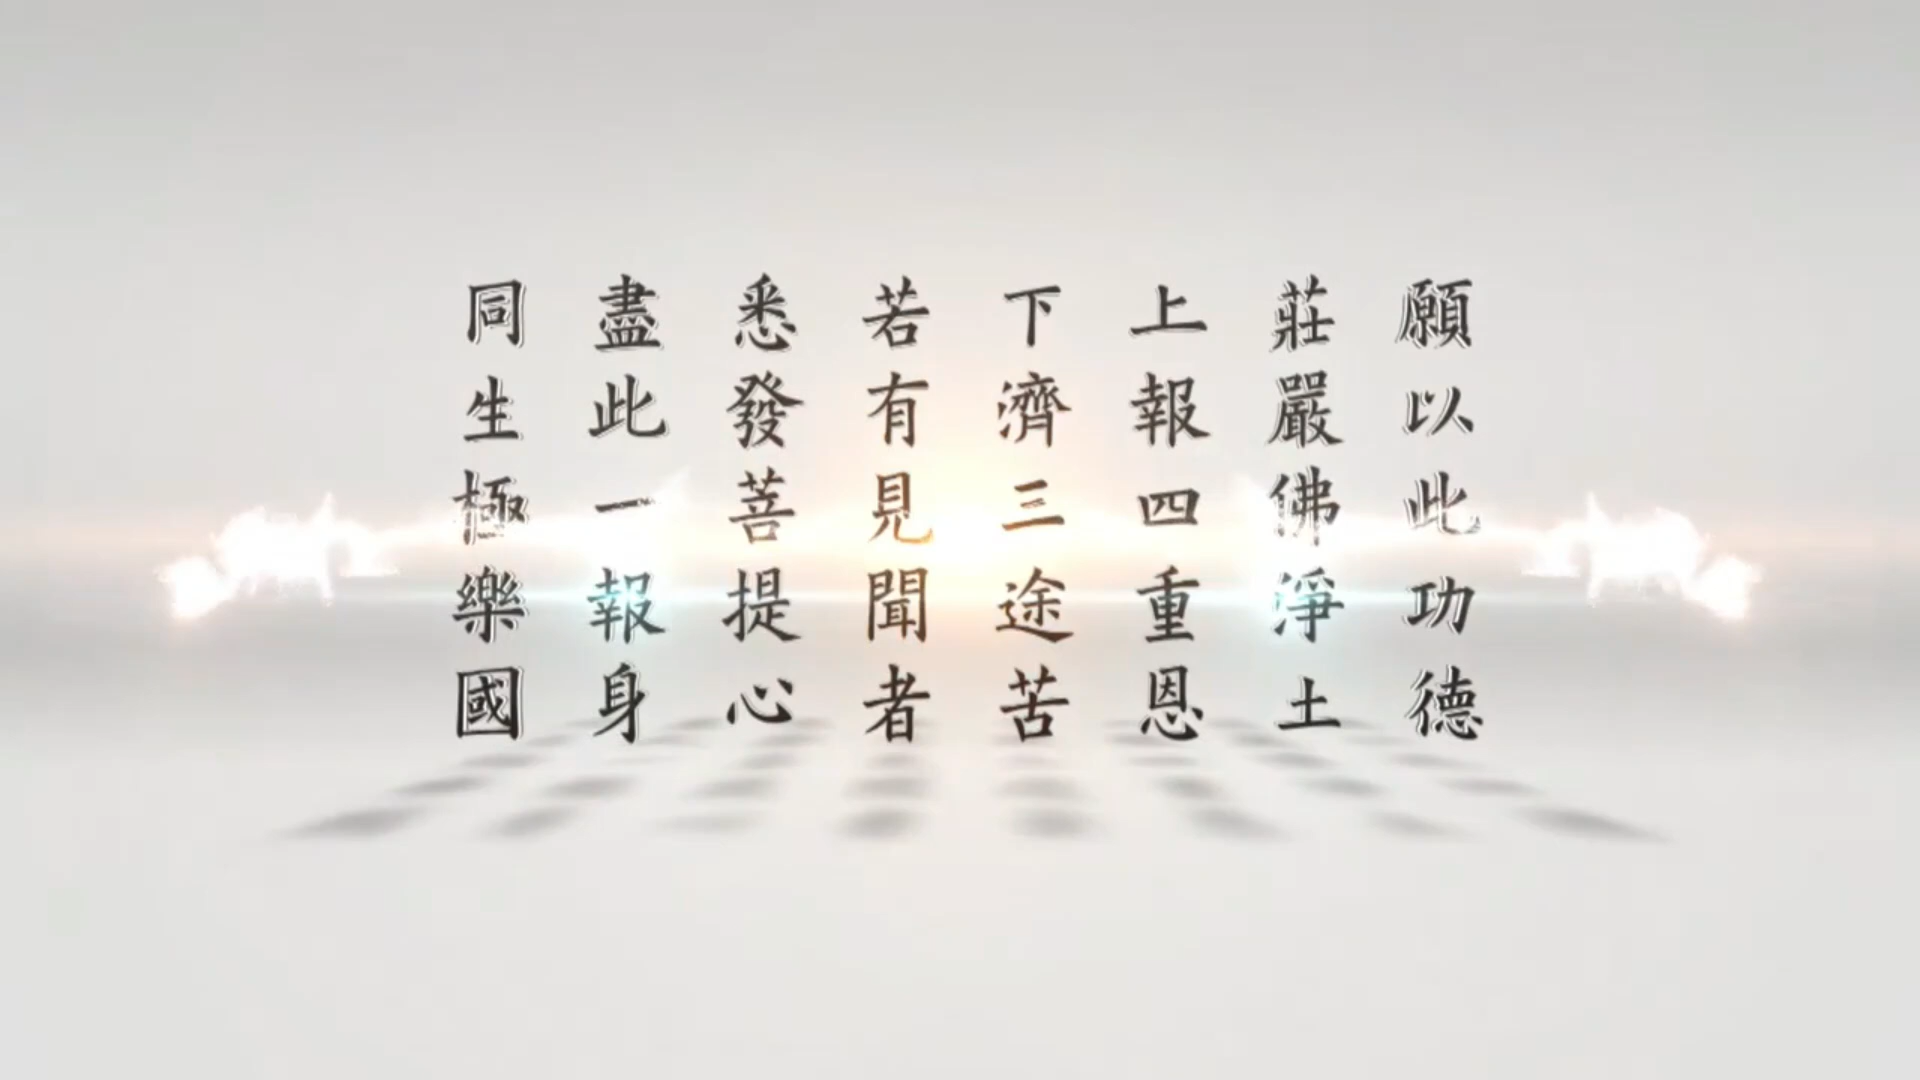 願以此功德
莊嚴佛淨土
上報四重恩
下濟三途苦
若有見聞者
悉發菩提心
盡此一報身
同生極樂國